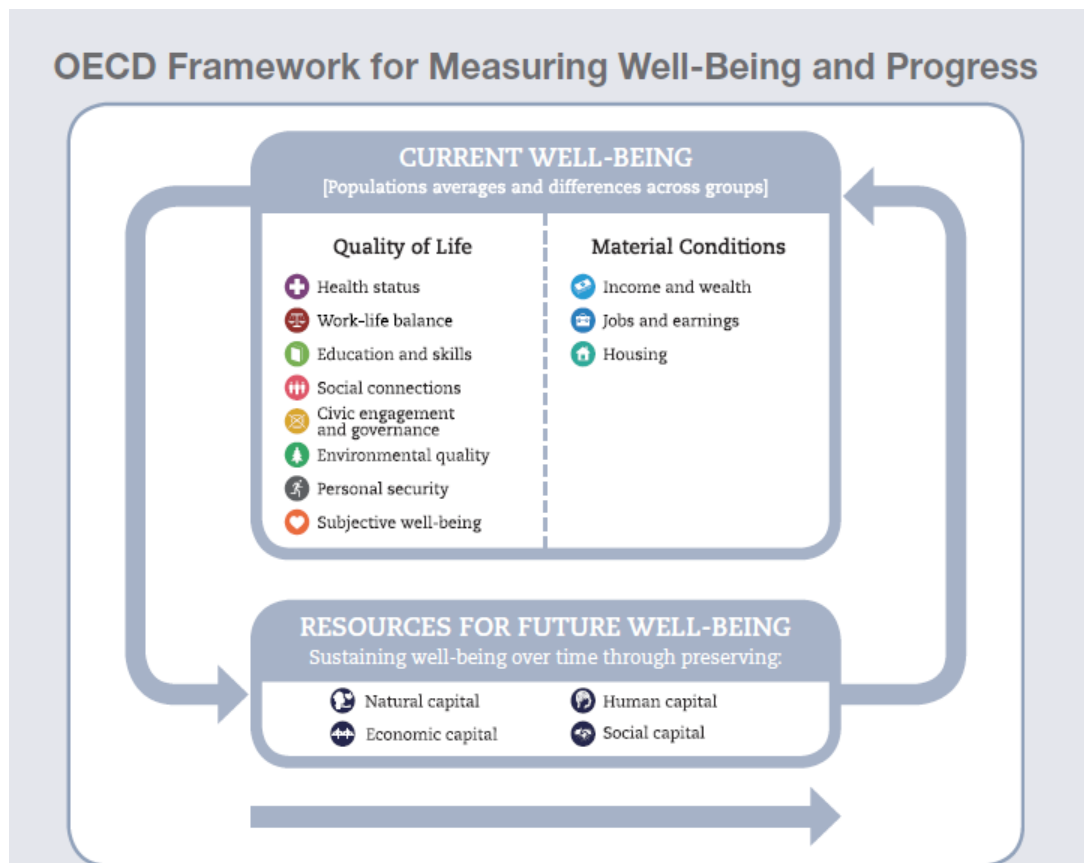 OECD Framework for Measuring Well-Being and Progress
CURRENT WELL-BEING
[Populations averages and differences across groups]
Quality of Life
Health status
Work-life balance
Education and skills
Social connections
Civic engagement
and governance
Environmental quality
Personal security
Subjective well-being
Material Conditions
Income and wealth
Jobs and earnings
Housing
RESOURCES FOR FUTURE WELL-BEING
Sustaining well-being over time through preserving:
Natural capital
Human capital
Economic capital
Social capital